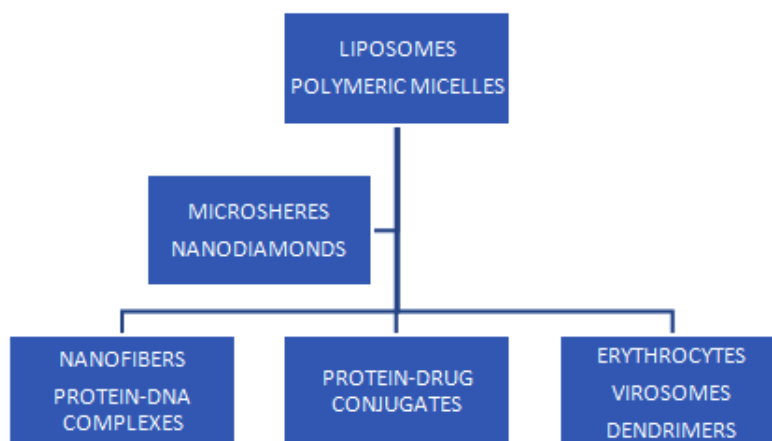 LIPOSOMES
POLYMERIC MICELLES
MICROSHERES
NANODIAMONDS
NANOFIBERS
PROTEIN-DNA
COMPLEXES
PROTEIN-DRUG
CONJUGATES
ERYTHROCYTES
VIROSOMES
DENDRIMERS